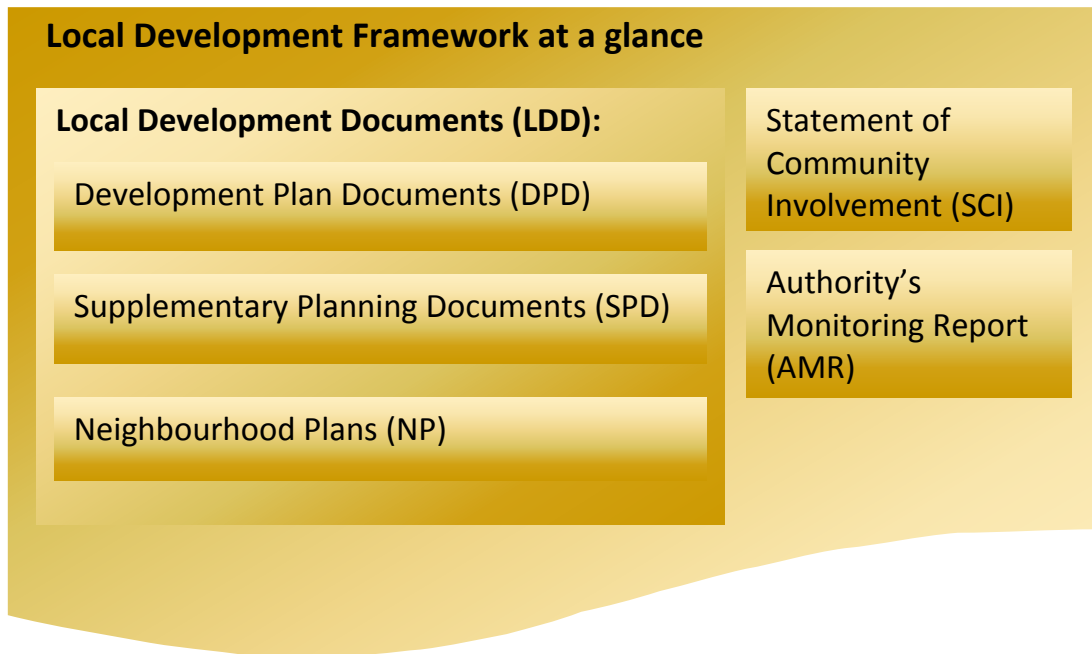 Local Development Framework at a glance
Local Development Documents (LDD):
Development Plan Documents (DPD)
Supplementary Planning Documents (SPD)
Neighbourhood Plans (NP)
Statement of
Community
Involvement (SCI)
Authority’s
Monitoring Report
(AMR)